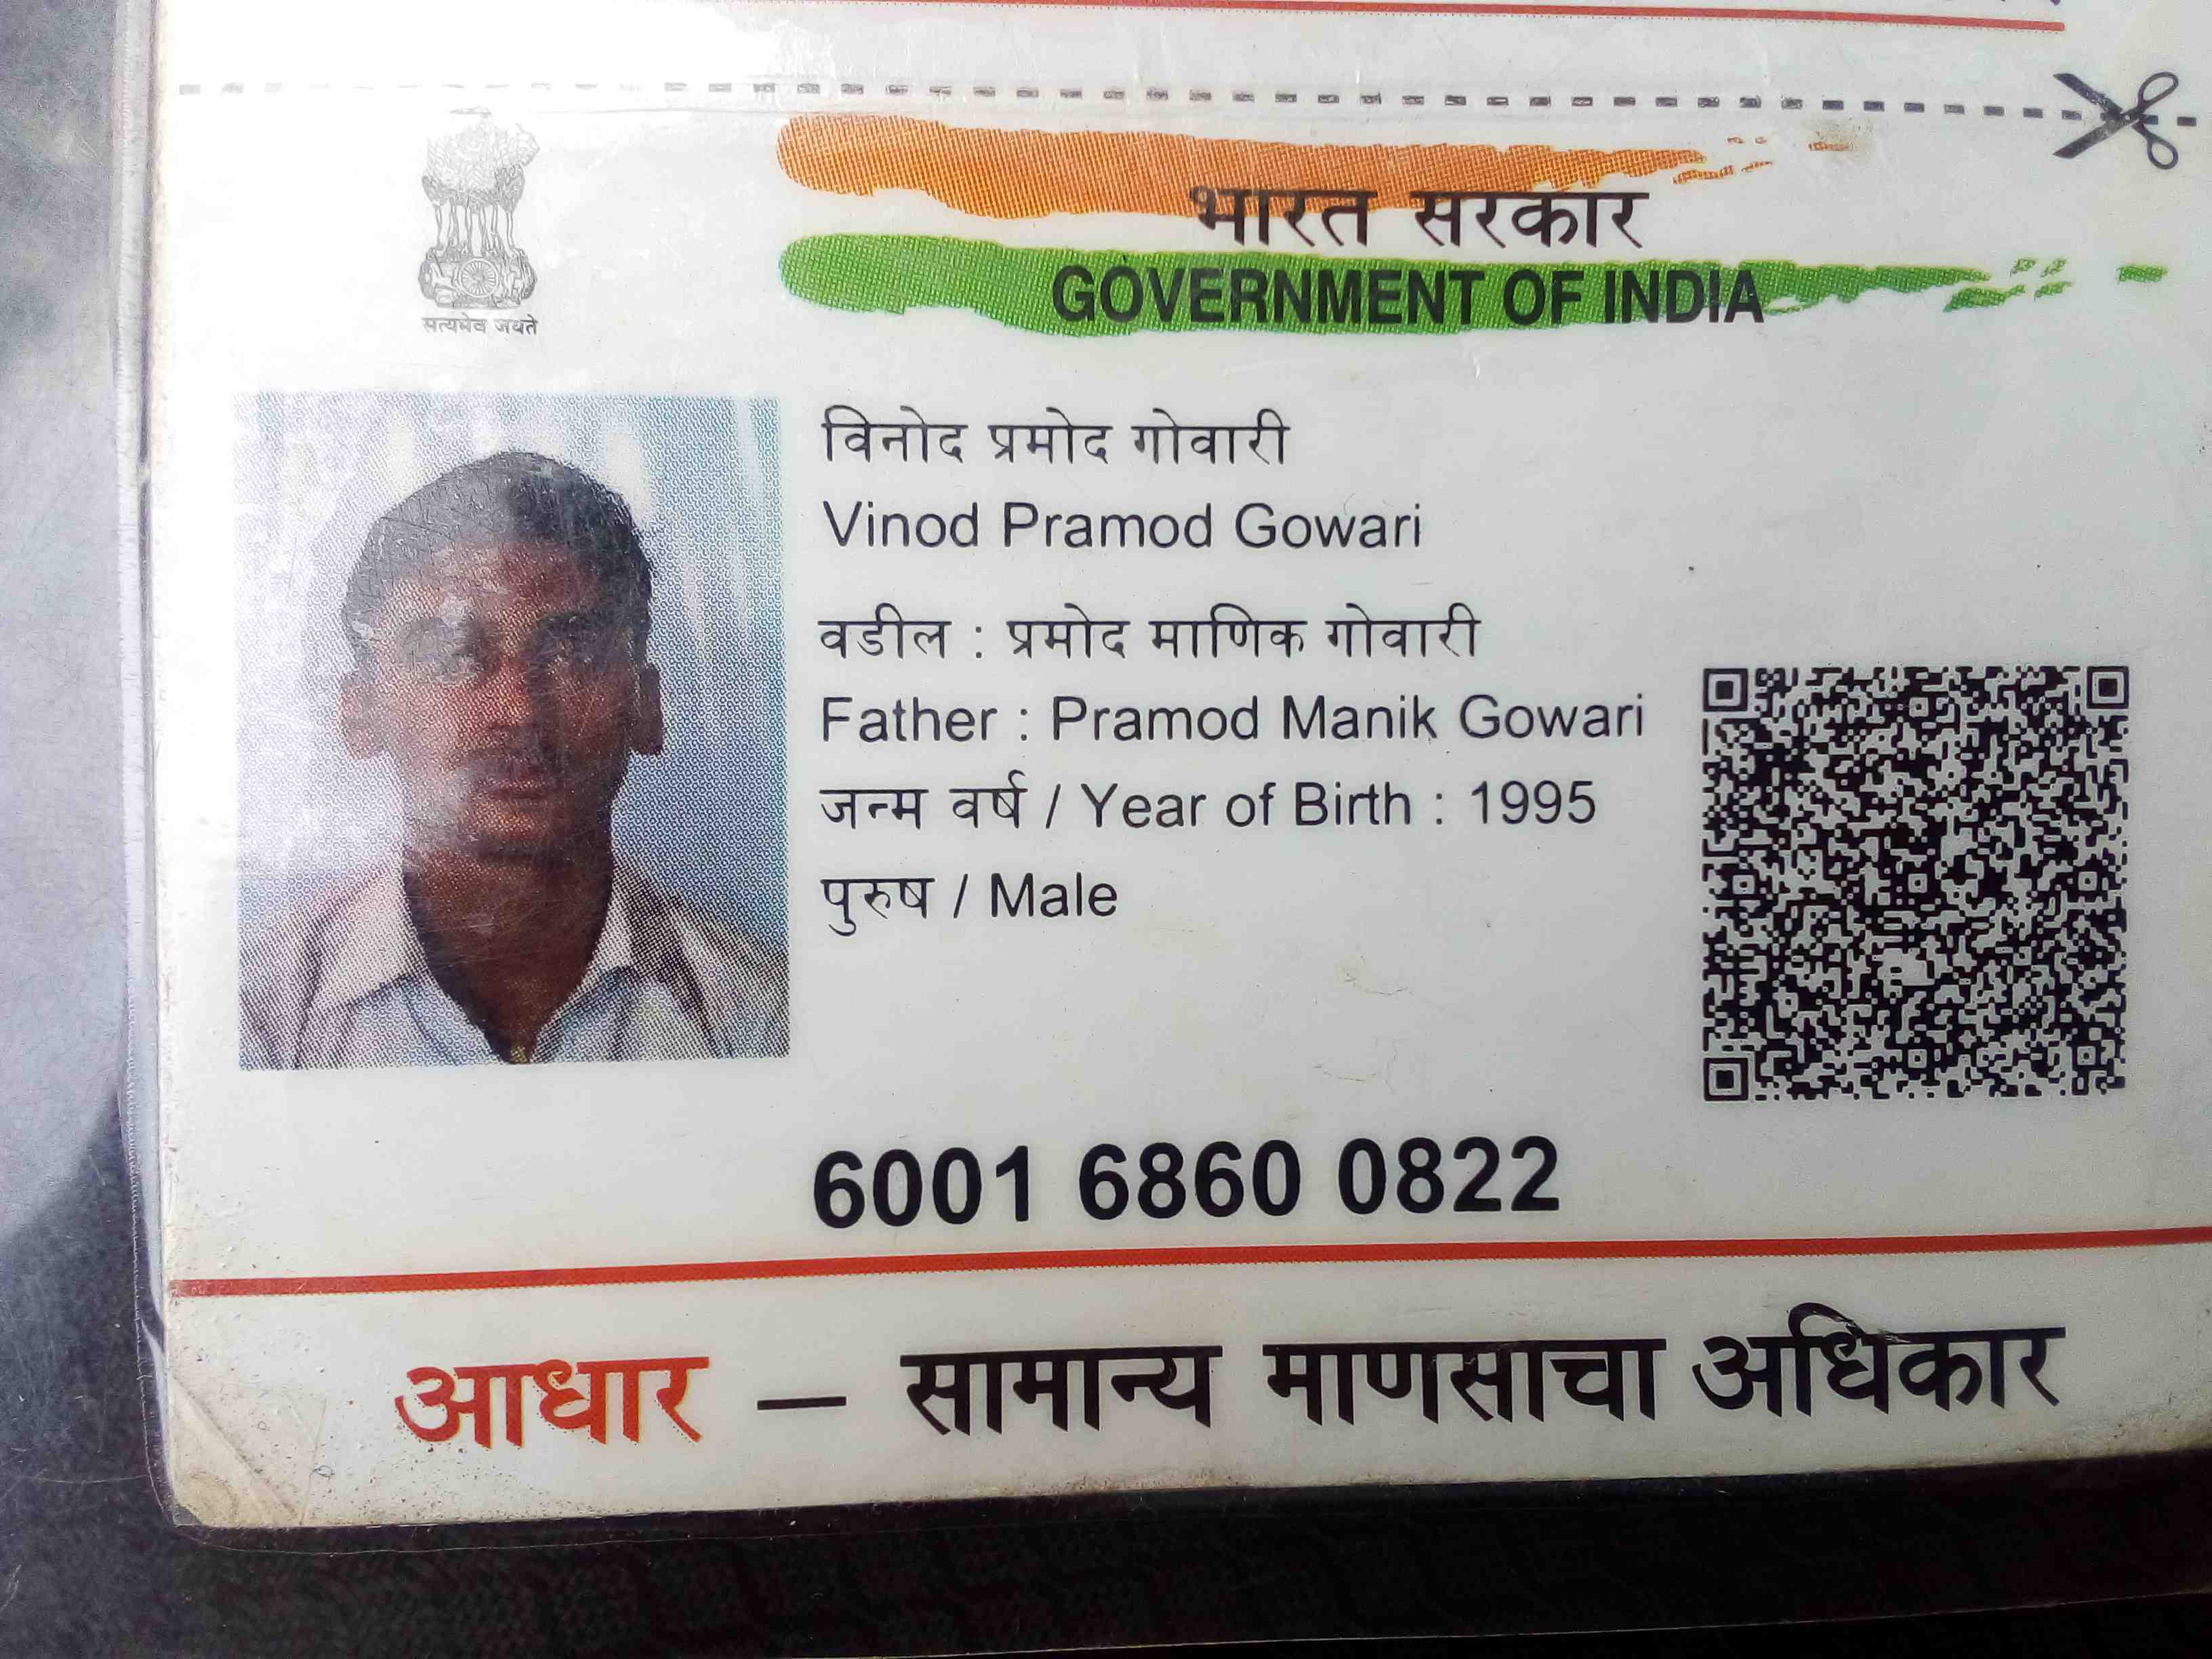 सत्यमेव जयते
भारत सरकार
GOVERNMENT OF INDIA
विनोद प्रमोद गोवारी
Vinod Pramod Gowari
वडील : प्रमोद माणिक गोवारी
Father : Pramod Manik Gowari
जन्म वर्ष / Year of Birth : 1995
पुरुष / Male
6001 6860 0822
आधार – सामान्य माणसाचा अधिकार